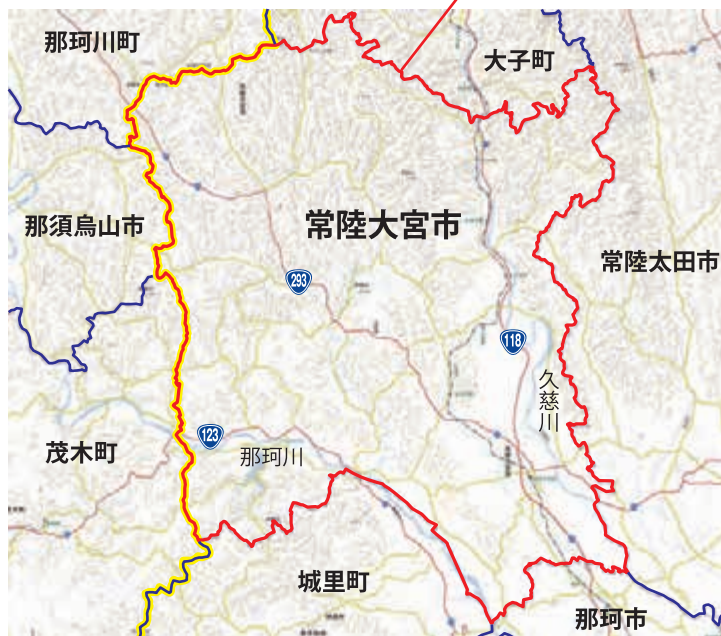 那珂川町
大子町
那須烏山市
常陸大宮市
常陸太田市
293
118
久慈川
123
那珂川
茂木町
城里町
那珂市